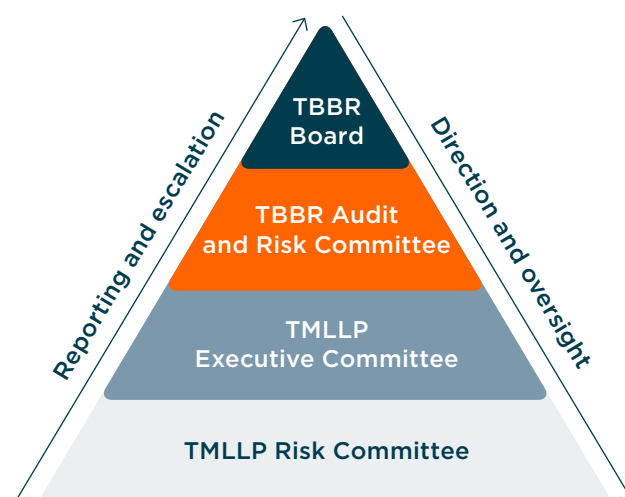 TBBR
Board
Reporting and escalation
Direction and oversight
TBBR Audit
and Risk Committee
TMLLP
Executive Committee
TMLLP Risk Committee